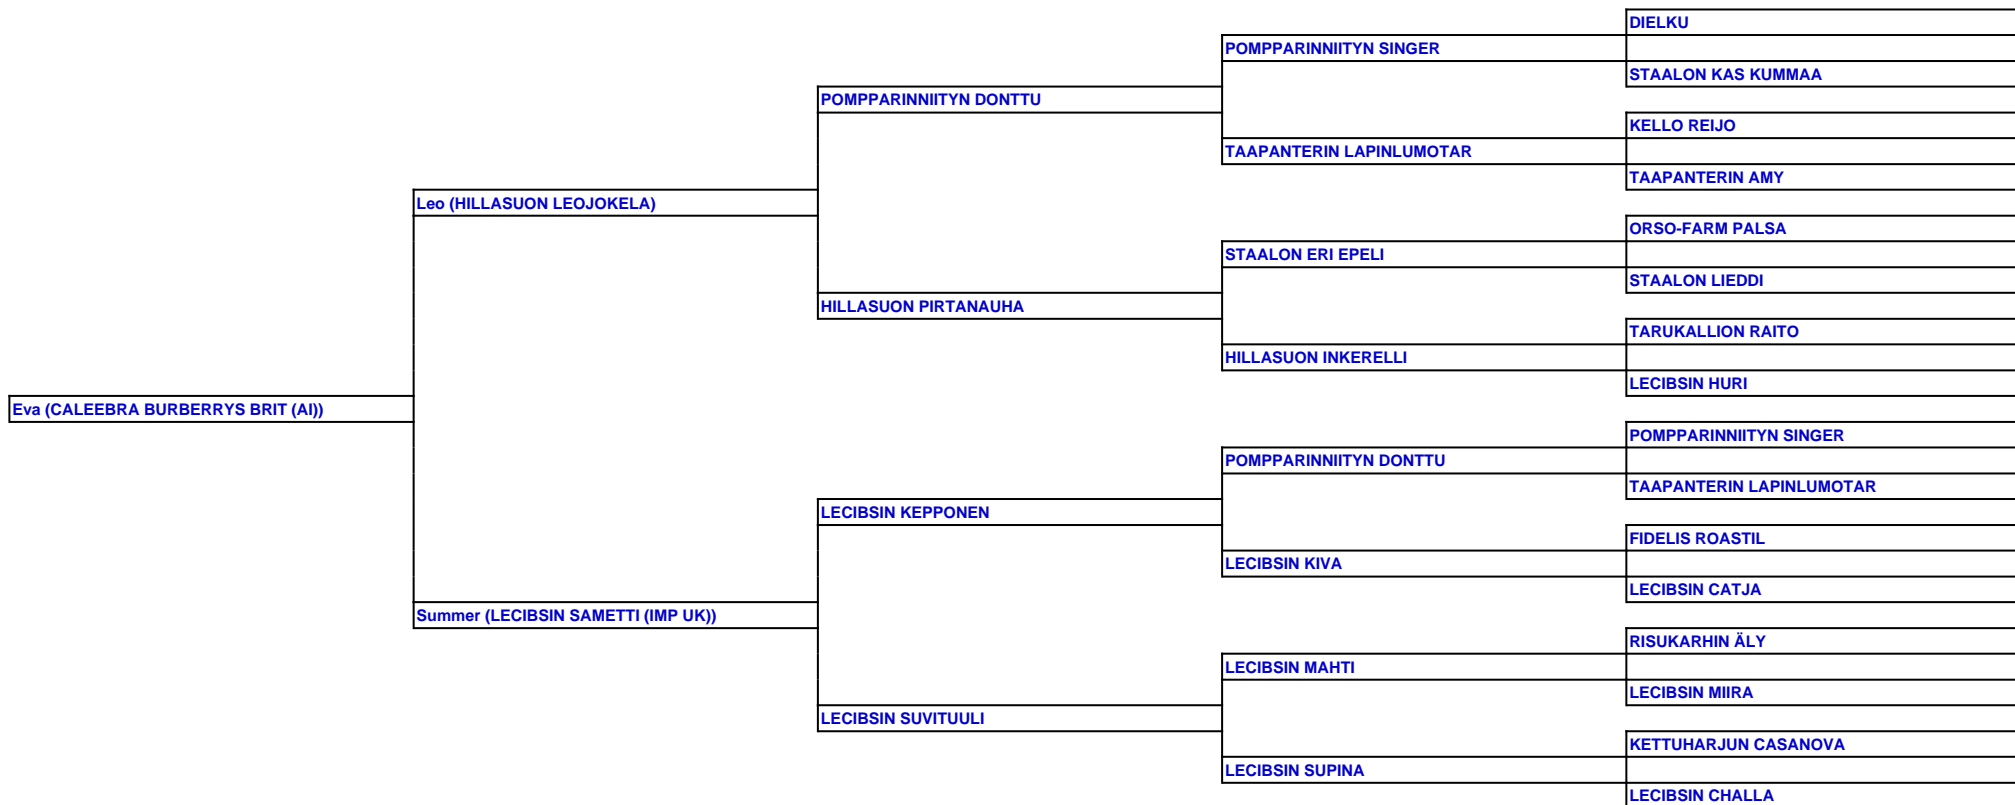 DIELKU
POMPPARINNIITYN SINGER
STAALON KAS KUMMAA
POMPPARINNIITYN DONTTU
KELLO REIJO
TAAPANTERIN LAPINLUMOTAR
TAAPANTERIN AMY
Leo (HILLASUON LEOJOKELA)
ORSO-FARM PALSA
STAALON ERI EPELI
STAALON LIEDDI
HILLASUON PIRTANAUHA
TARUKALLION RAITO
HILLASUON INKERELLI
LECIBSIN HURI
Eva (CALEEBRA BURBERRYS BRIT (AI))
POMPPARINNIITYN SINGER
POMPPARINNIITYN DONTTU
TAAPANTERIN LAPINLUMOTAR
LECIBSIN KEPPONEN
FIDELIS ROASTIL
LECIBSIN KIVA
LECIBSIN CATJA
Summer (LECIBSIN SAMETTI (IMP UK))
RISUKARHIN ÄLY
LECIBSIN MAHTI
LECIBSIN MIIRA
LECIBSIN SUVITUULI
KETTUHARJUN CASANOVA
LECIBSIN SUPINA
LECIBSIN CHALLA